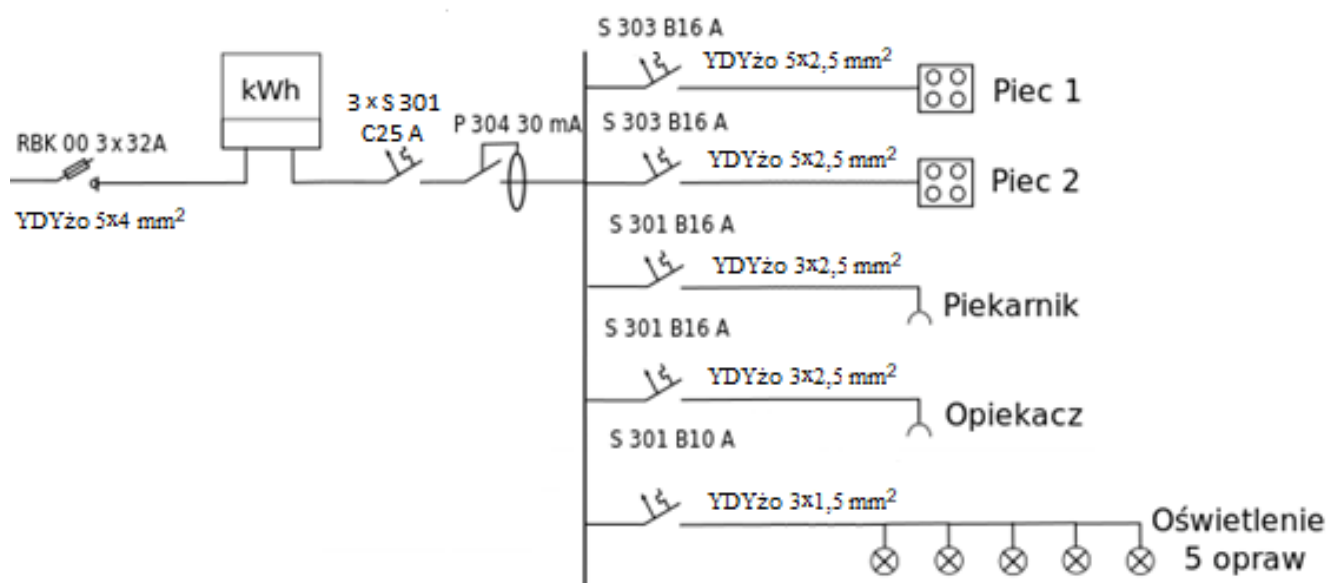 RBK 00 3 x 32A
YDYżo 5x4 mm²
kWh
3 x S 301
C25 A
P 304 30 mA
S 303 B16 A
YDYżo 5x2,5 mm²
Piec 1
S 303 B16 A
YDYżo 5x2,5 mm²
Piec 2
S 301 B16 A
YDYżo 3x2,5 mm²
Piekarnik
S 301 B16 A
YDYżo 3x2,5 mm²
Opiekacz
S 301 B10 A
YDYżo 3x1,5 mm²
Oświetlenie
5 opraw